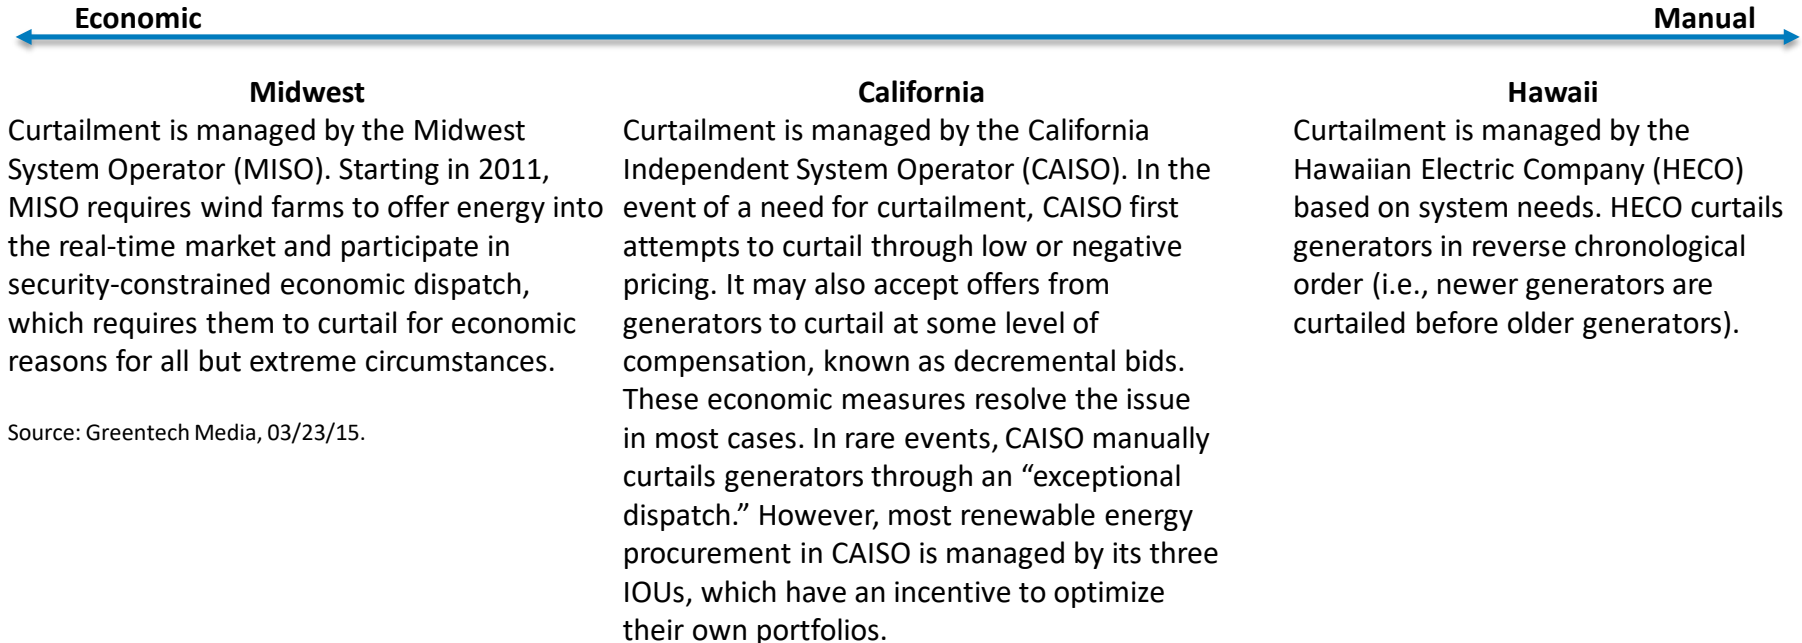 Economic
Manual
Midwest
Curtailment is managed by the Midwest
System Operator (MISO). Starting in 2011,
MISO requires wind farms to offer energy into
the real-time market and participate in
security-constrained economic dispatch,
which requires them to curtail for economic
reasons for all but extreme circumstances.
Source: Greentech Media, 03/23/15.
California
Curtailment is managed by the California
Independent System Operator (CAISO). In the
event of a need for curtailment, CAISO first
attempts to curtail through low or negative
pricing. It may also accept offers from
generators to curtail at some level of
compensation, known as decremental bids.
These economic measures resolve the issue
in most cases. In rare events, CAISO manually
curtails generators through an “exceptional
dispatch.” However, most renewable energy
procurement in CAISO is managed by its three
IOUs, which have an incentive to optimize
their own portfolios.
Hawaii
Curtailment is managed by the
Hawaiian Electric Company (HECO)
based on system needs. HECO curtails
generators in reverse chronological
order (i.e., newer generators are
curtailed before older generators).